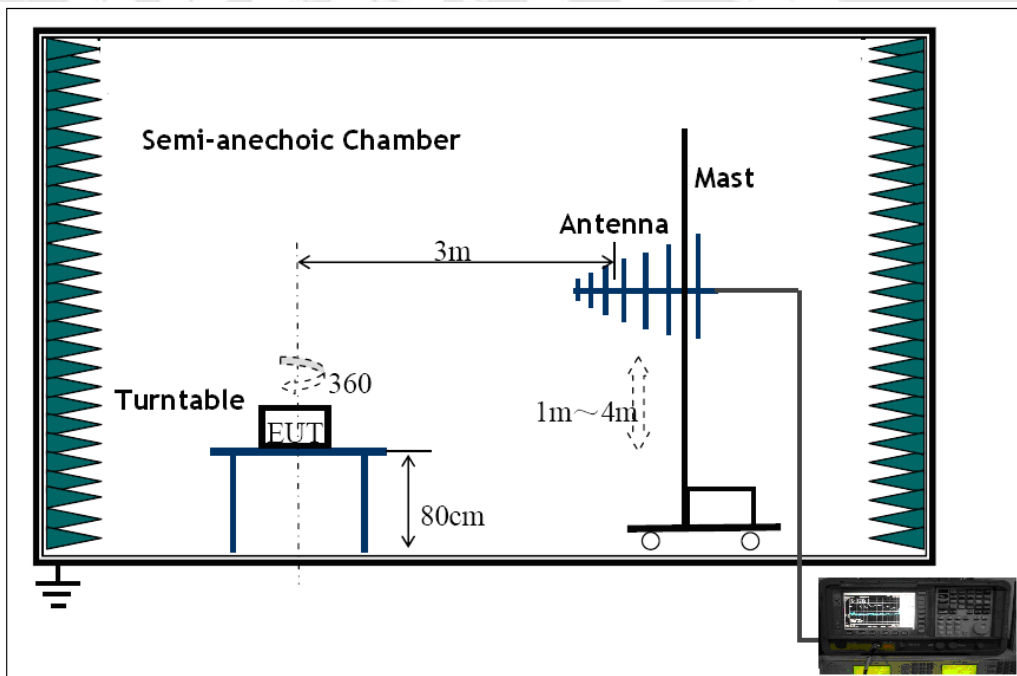 Semi-anechoic Chamber
Mast
Antenna
3m
360
Turntable
1m～4m
EUT
80cm